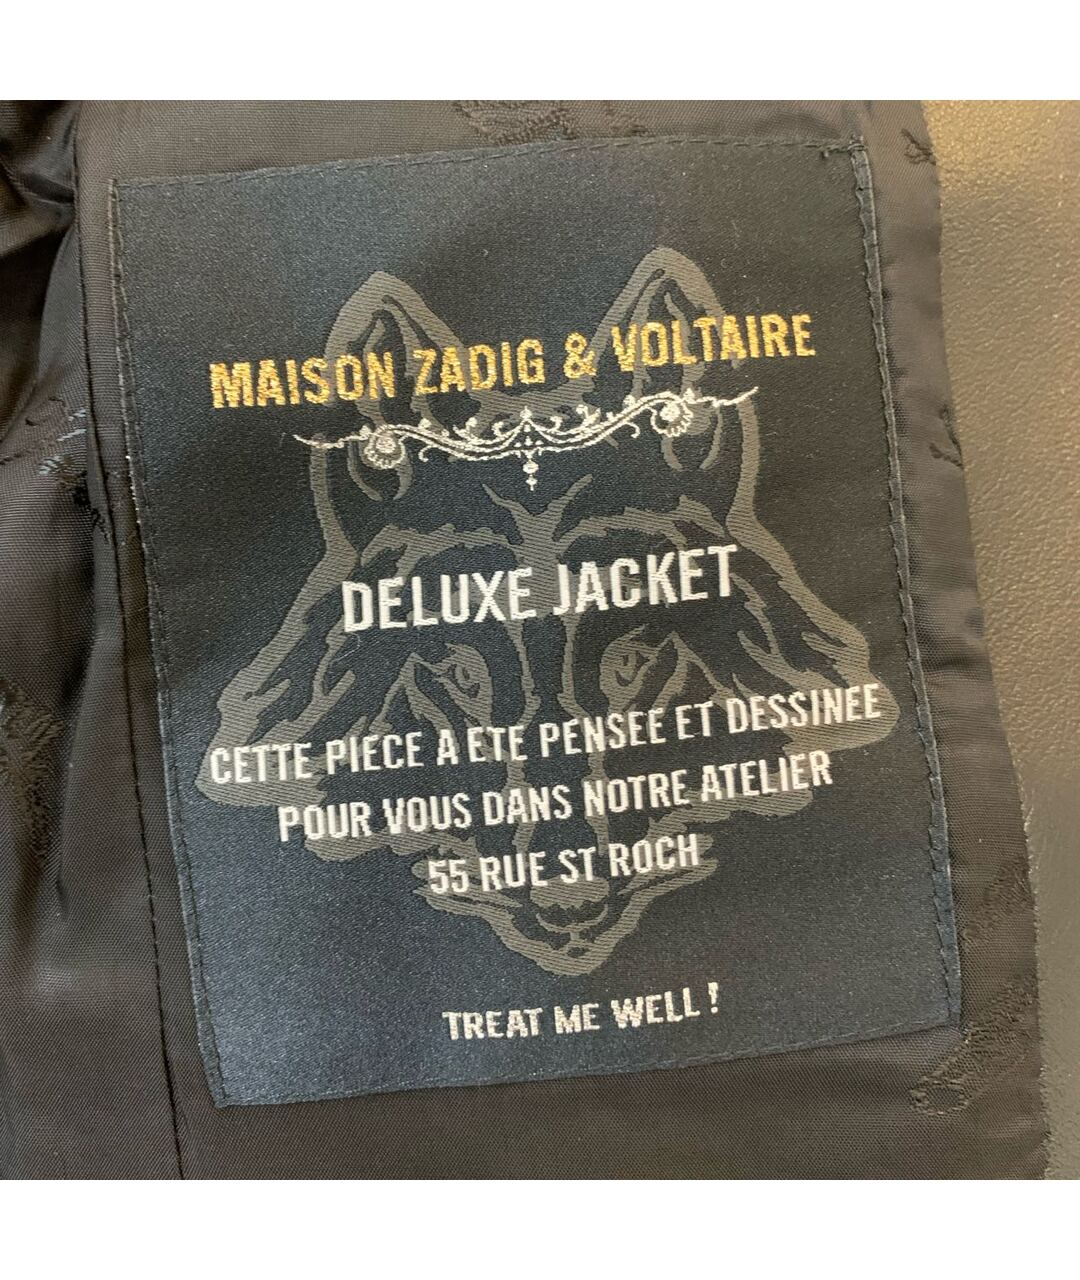 MAISON ZADIG & VOLTAIRE
DELUXE JACKET
CETTE PIECE A ETE PENSEE ET DESSINEE
POUR VOUS DANS NOTRE ATELIER
55 RUE ST ROCH
TREAT ME WELL !